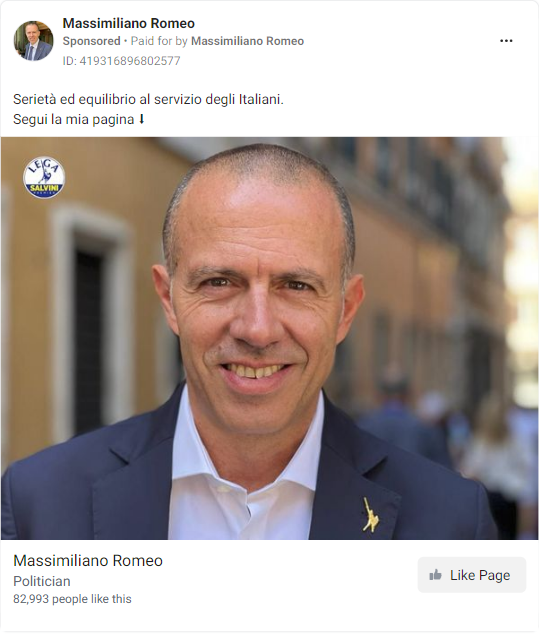 Massimiliano Romeo
Sponsored • Paid for by Massimiliano Romeo
ID: 419316896802577
Serietà ed equilibrio al servizio degli Italiani.
Segui la mia pagina ⬇
LEGA
SALVINI
PREMIER
Massimiliano Romeo
Politician
82,993 people like this
Like Page